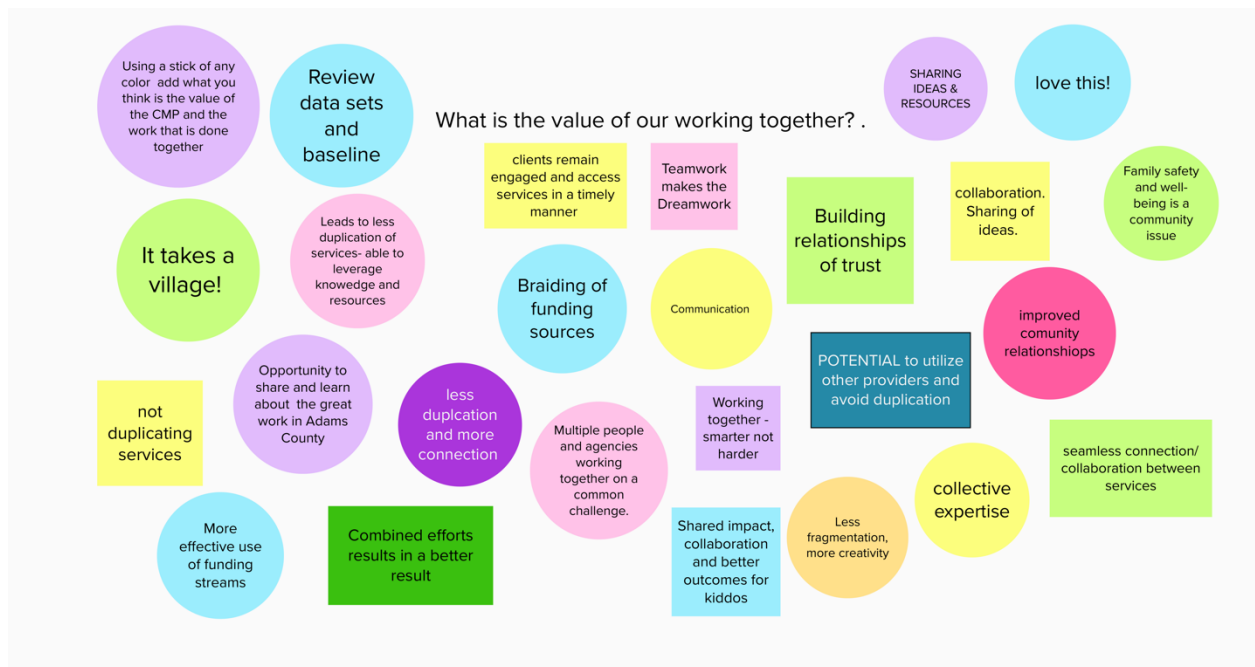 Using a stick of any
color  add what you
think is the value of
the CMP and the
work that is done
together
Review
data sets
and
baseline
What is the value of our working together? .
SHARING
IDEAS &
RESOURCES
love this!
clients remain
engaged and access
services in a timely
manner
Teamwork
makes the
Dreamwork
Building
relationships
of trust
collaboration.
Sharing of
ideas.
Family safety
and well-
being is a
community
issue
It takes a
village!
Leads to less
duplication of
services- able to
leverage
knowledge and
resources
Braiding of
funding
sources
Communication
improved
comunity
relationshiops
POTENTIAL to utilize
other providers and
avoid duplication
not
duplicating
services
Opportunity to
share and learn
about  the great
work in Adams
County
less
duplcation
and more
connection
Multiple people
and agencies
working
together on a
common
challenge.
Working
together -
smarter not
harder
collective
expertise
seamless connection/
collaboration between
services
More
effective use
of funding
streams
Combined efforts
results in a better
result
Shared impact,
collaboration
and better
outcomes for
kiddos
Less
fragmentation,
more creativity